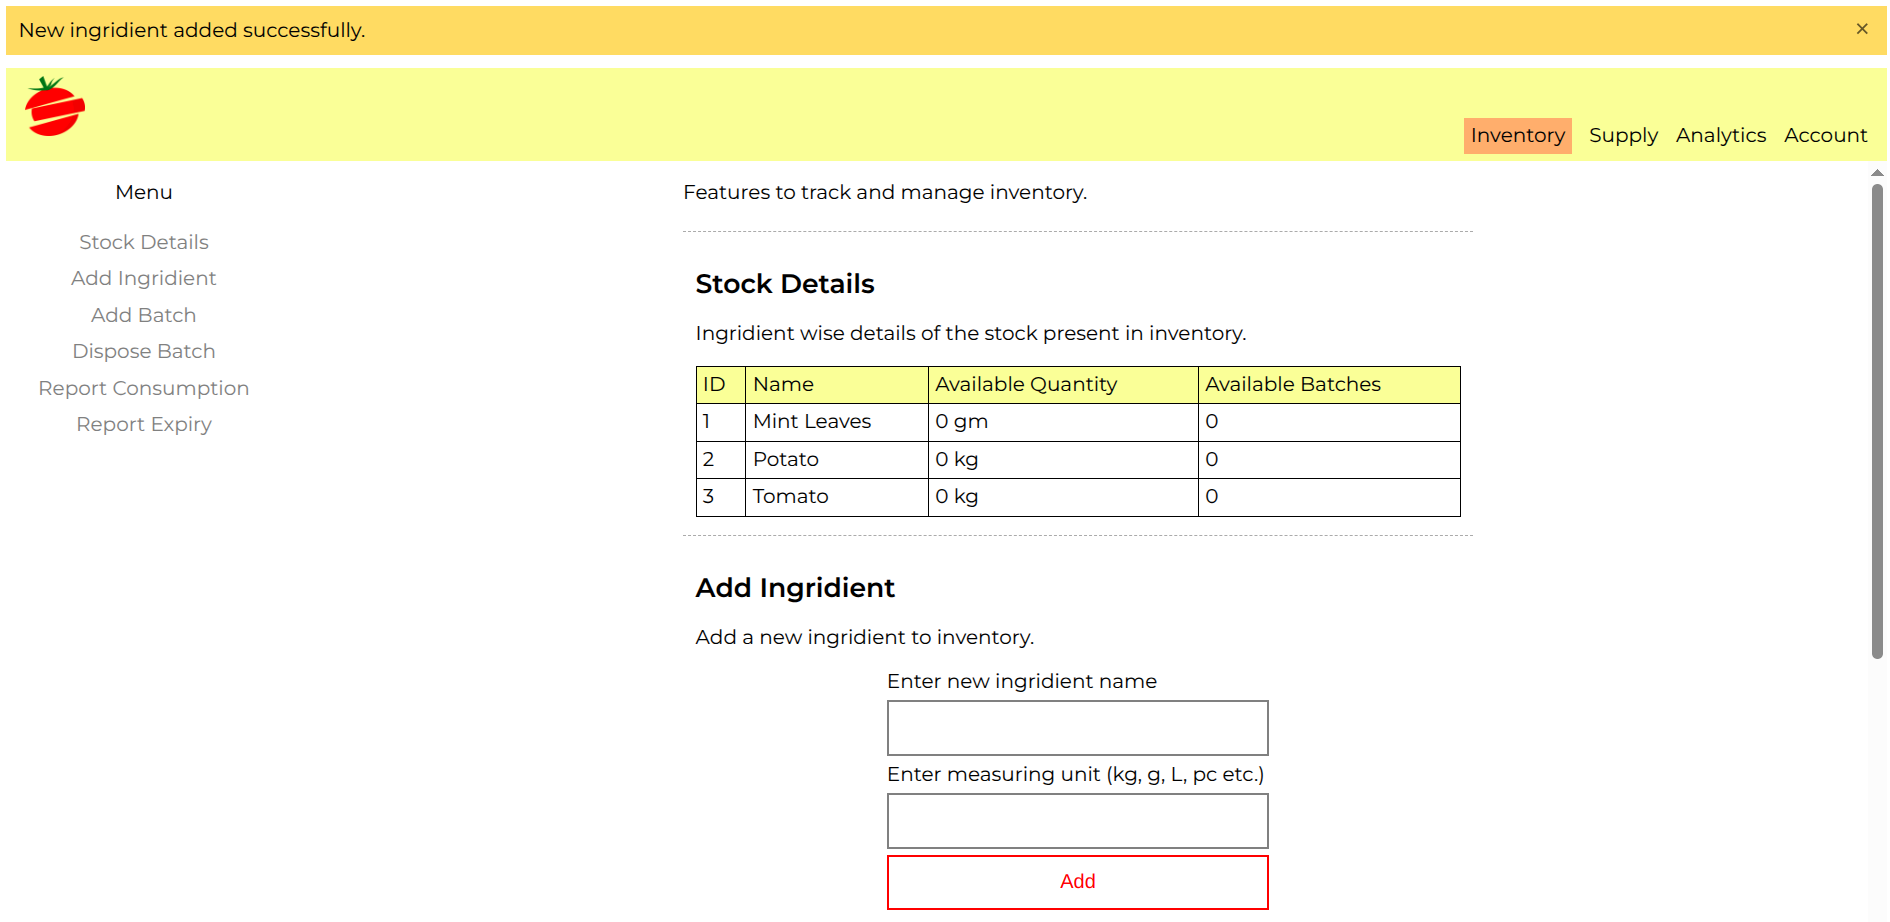 New ingridient added successfully.
×
Inventory Supply Analytics Account
Menu
Stock Details
Add Ingridient
Add Batch
Dispose Batch
Report Consumption
Report Expiry
Features to track and manage inventory.
Stock Details
Ingridient wise details of the stock present in inventory.
ID Name Available Quantity Available Batches
1 Mint Leaves 0 gm 0
2 Potato 0 kg 0
3 Tomato 0 kg 0
Add Ingridient
Add a new ingridient to inventory.
Enter new ingridient name
Enter measuring unit (kg, g, L, pc etc.)
Add